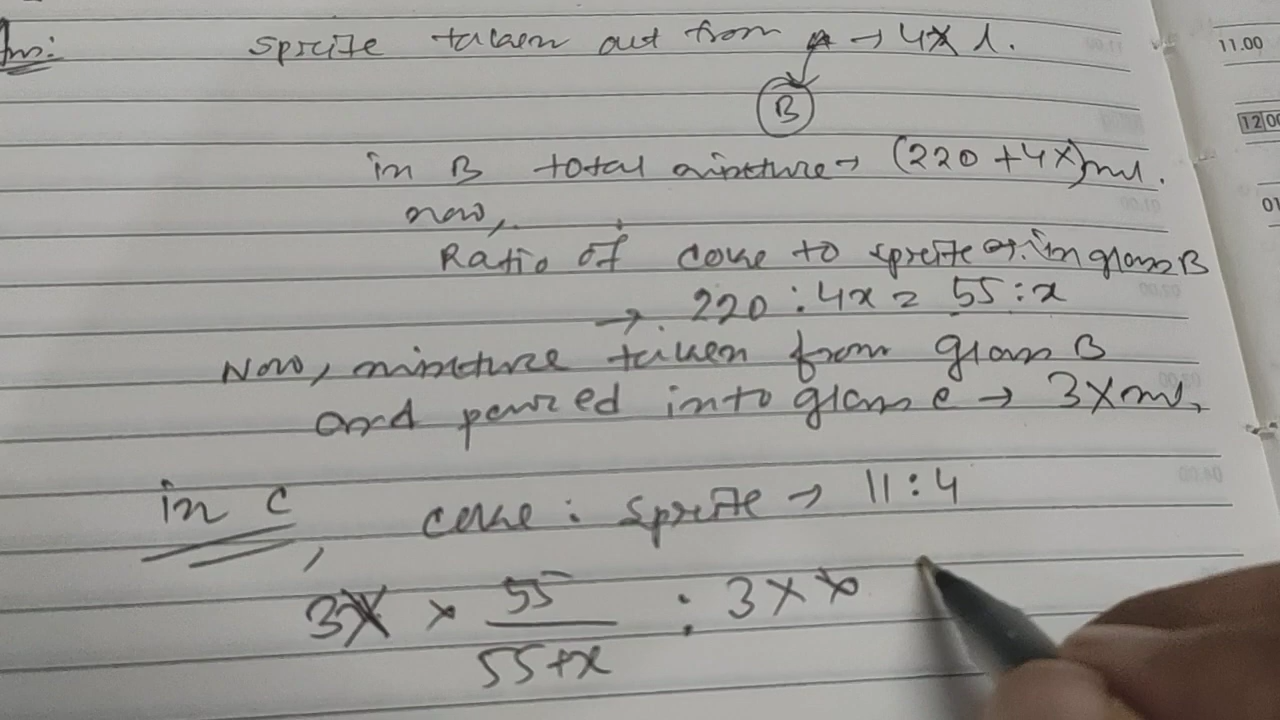 Ans: Sprite taken out from A → 4x l.
B
in B total mixture → (220 + 4x) ml.
now,
Ratio of coke to sprite in glass B
→ 220 : 4x = 55 : x
Now, mixture taken from glass B
and poured into glass C → 3x ml,
in C, coke : sprite → 11 : 4
3x × 55/55+x : 3x
11.00
12 00
01